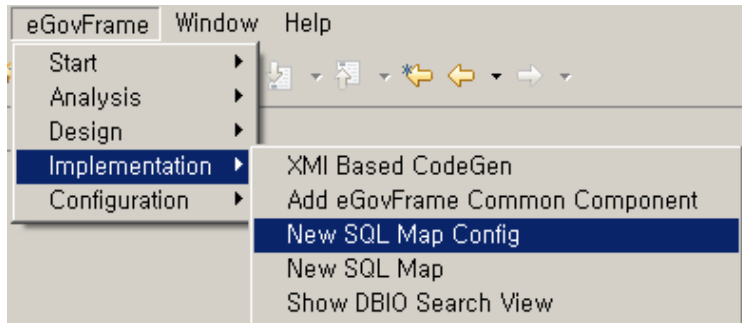 eGovFrame Window Help
Start
Analysis
Design
Implementation
Configuration
XMI Based CodeGen
Add eGovFrame Common Component
New SQL Map Config
New SQL Map
Show DBIO Search View